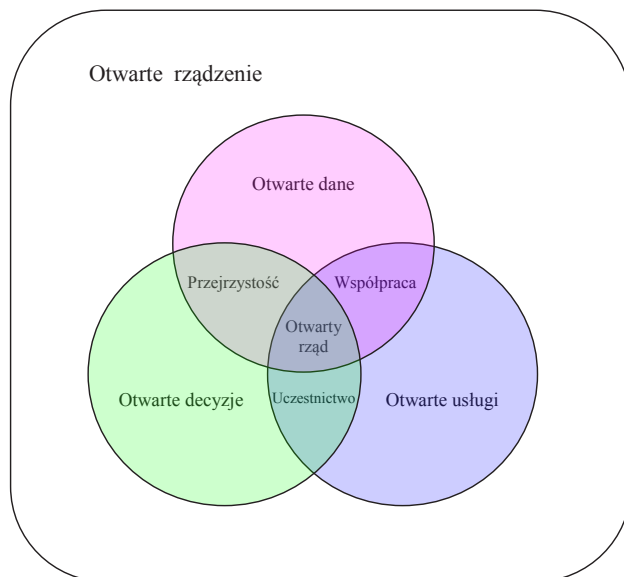 Otwarte rządzenie
Otwarte dane
Przejrzystość
Współpraca
Otwarty
rząd
Otwarte decyzje
Uczestnictwo
Otwarte usługi